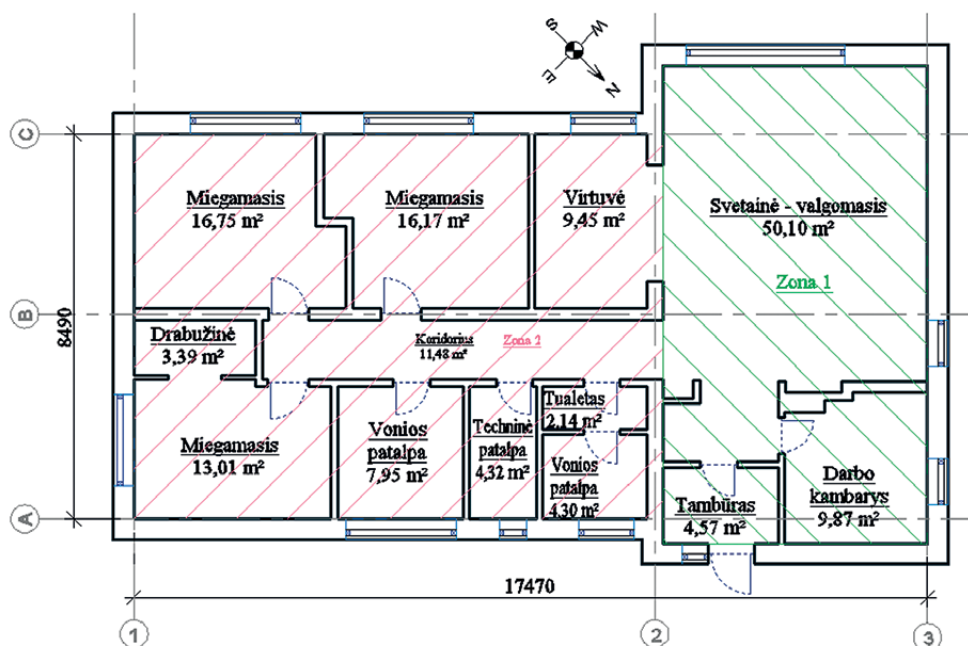 S
W
E
N
C
Miegamasis
16,75 m²
Miegamasis
16,17 m²
Virtuvė
9,45 m²
Svetainė - valgomasis
50,10 m²
Zona 1
B
8490
Drabužinė
3,39 m²
Koridorius
11,48 m²
Zona 2
Miegamasis
13,01 m²
Vonios
patalpa
7,95 m²
Techninė
patalpa
4,32 m²
Tualetas
2.14 m²
Vonios
patalpa
4.30 m²
Tambūras
4,57 m²
Darbo
kambarys
9,87 m²
A
17470
1
2
3